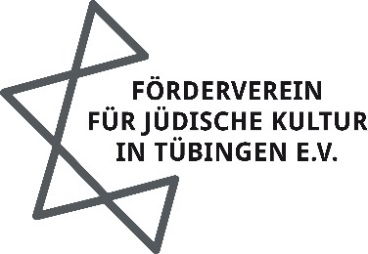 FÖRDERVEREIN
FÜR JÜDISCHE KULTUR
IN TÜBINGEN E.V.